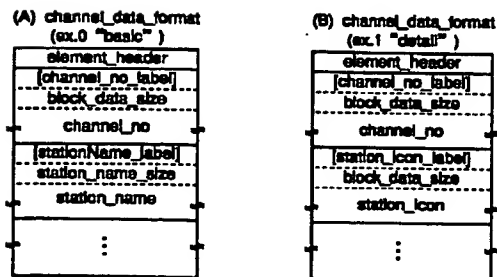 (A) channel_data_format
(ex.0 "basic" )
element_header
[channel_no_label]
block_data_size
channel_no
[stationName_label]
station_name_size
station_name
(B) channel_data_format
(ex.1 "detail" )
element_header
[channel_no_label]
block_data_size
channel_no
[station_icon_label]
block_data_size
station_icon